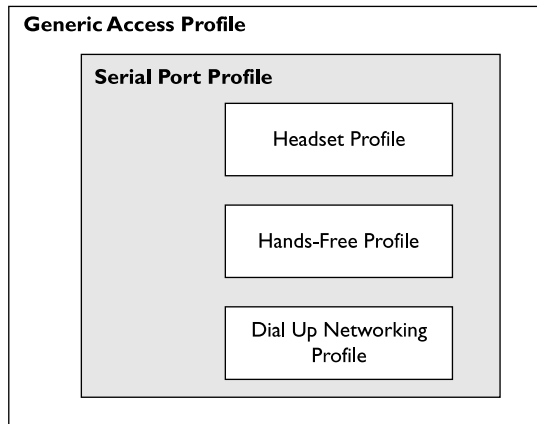 Generic Access Profile
Serial Port Profile
Headset Profile
Hands-Free Profile
Dial Up Networking
Profile